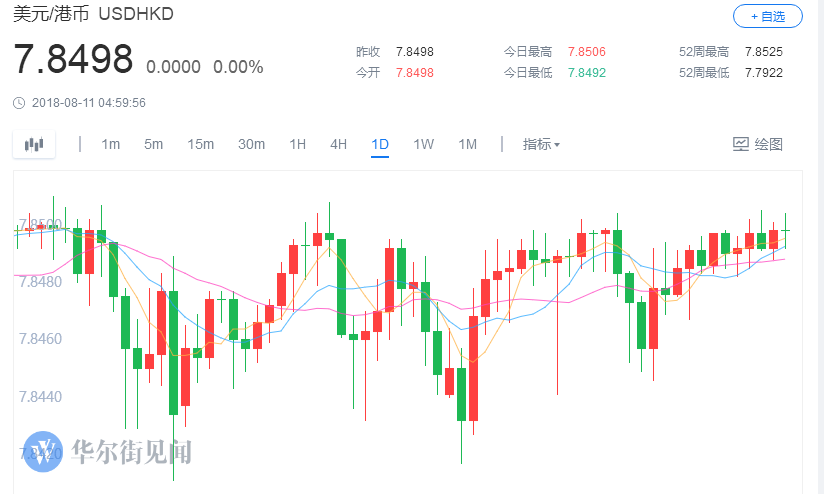 美元/港币 USDHKD
+ 自选
7.8498 0.0000 0.00%
昨收 7.8498 今日最高 7.8506 52周最高 7.8525
今开 7.8498 今日最低 7.8492 52周最低 7.7922
2018-08-11 04:59:56
1m 5m 15m 30m 1H 4H 1D 1W 1M 指标 绘图
7.8500
7.8480
7.8460
7.8440
7.8420
华尔街见闻